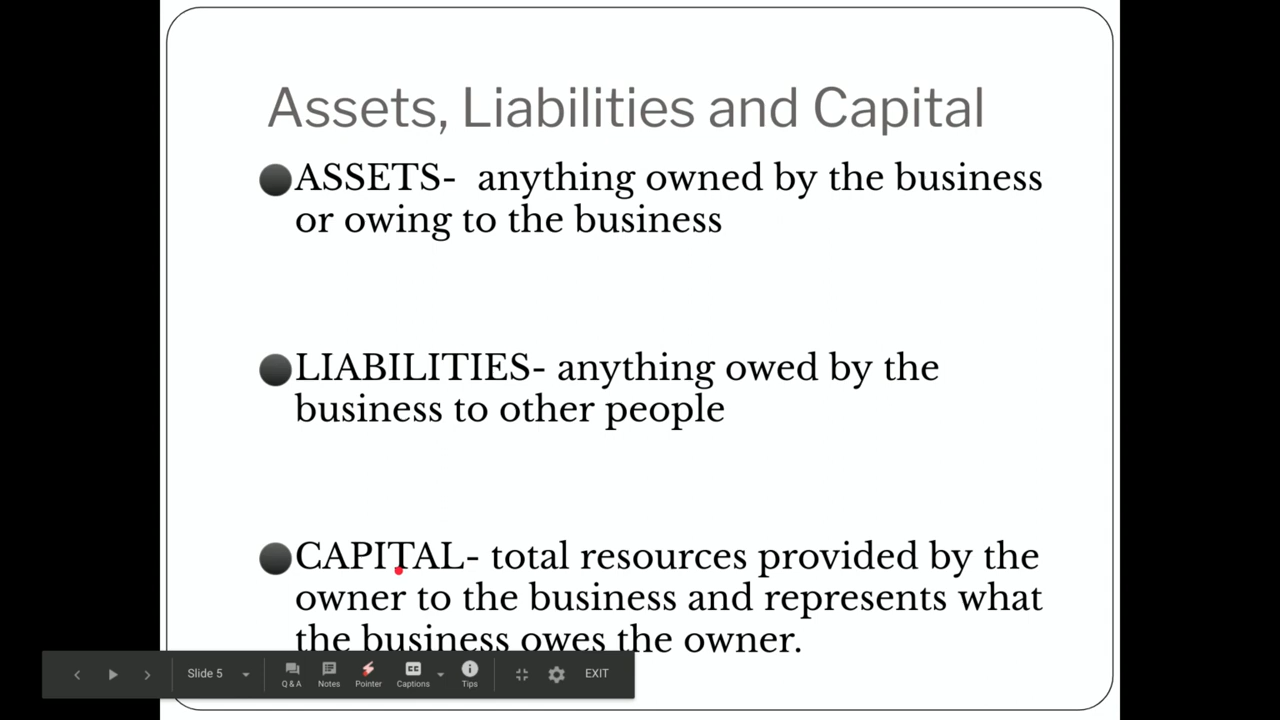 Assets, Liabilities and Capital
ASSETS-  anything owned by the business
or owing to the business
LIABILITIES- anything owed by the
business to other people
CAPITAL- total resources provided by the
owner to the business and represents what
the business owes the owner.
Slide 5
Q & A
Notes
Pointer
CC
Captions
Tips
EXIT